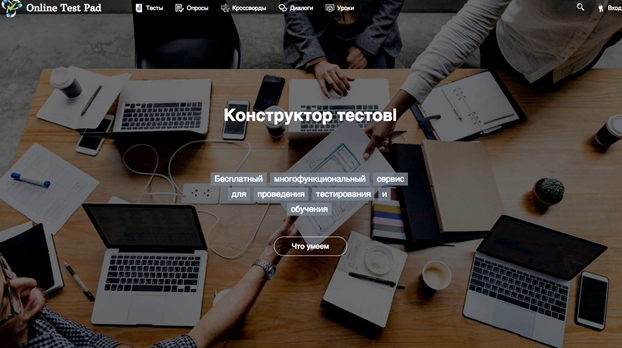 Online Test Pad
Тесты
Опросы
Кроссворды
Диалоги
Уроки
Вход
Конструктор тестов!
Бесплатный многофункциональный сервис
для проведения тестирования и
обучения
Что умеем